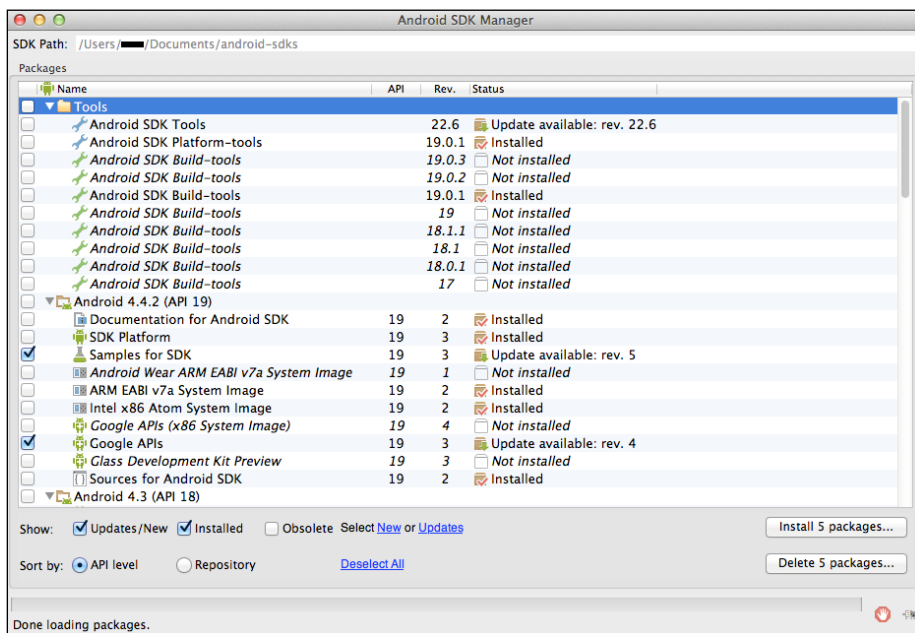 Android SDK Manager
SDK Path: /Users/ /Documents/android-sdks
Packages
Name API Rev. Status
Tools
Android SDK Tools 22.6 Update available: rev. 22.6
Android SDK Platform-tools 19.0.1 Installed
Android SDK Build-tools 19.0.3 Not installed
Android SDK Build-tools 19.0.2 Not installed
Android SDK Build-tools 19.0.1 Installed
Android SDK Build-tools 19 Not installed
Android SDK Build-tools 18.1.1 Not installed
Android SDK Build-tools 18.1 Not installed
Android SDK Build-tools 18.0.1 Not installed
Android SDK Build-tools 17 Not installed
Android 4.4.2 (API 19)
Documentation for Android SDK 19 2 Installed
SDK Platform 19 3 Installed
Samples for SDK 19 3 Update available: rev. 5
Android Wear ARM EABI v7a System Image 19 1 Not installed
ARM EABI v7a System Image 19 2 Installed
Intel x86 Atom System Image 19 2 Installed
Google APIs (x86 System Image) 19 4 Not installed
Google APIs 19 3 Update available: rev. 4
Glass Development Kit Preview 19 3 Not installed
Sources for Android SDK 19 2 Installed
Android 4.3 (API 18)
Show: Updates/New Installed Obsolete Select New or Updates Install 5 packages...
Sort by: API level Repository Deselect All Delete 5 packages...
Done loading packages.